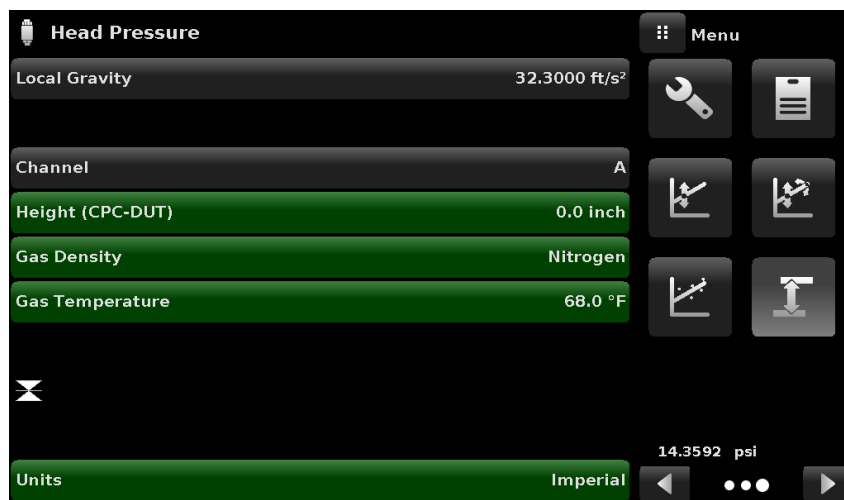 Head Pressure
Menu
Local Gravity 32.3000 ft/s²
Channel A
Height (CPC-DUT) 0.0 inch
Gas Density Nitrogen
Gas Temperature 68.0 °F
14.3592 psi
Units Imperial